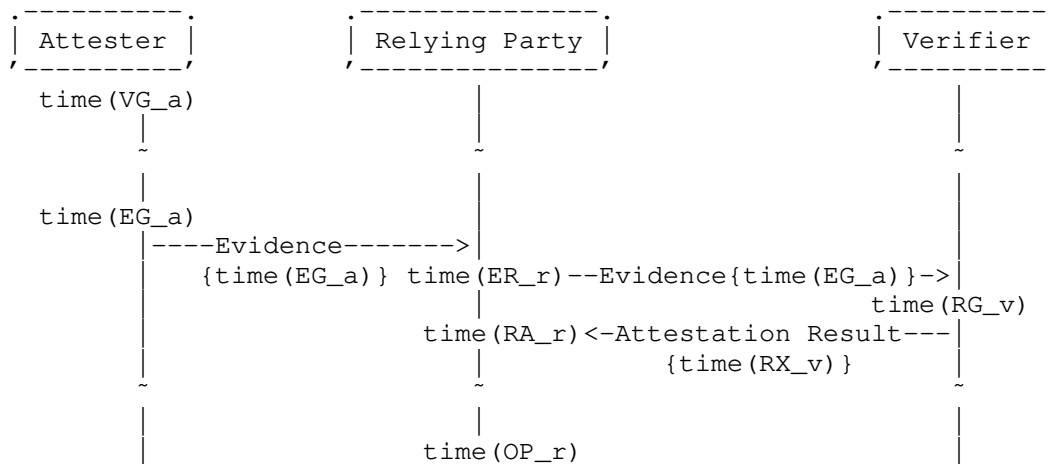 Attester Relying Party Verifier
time(VG_a)
time(EG_a)
----Evidence------->
{time(EG_a)} time(ER_r)--Evidence{time(EG_a)}->
time(RG_v)
time(RA_r)<-Attestation Result---
{time(RX_v)}
time(OP_r)